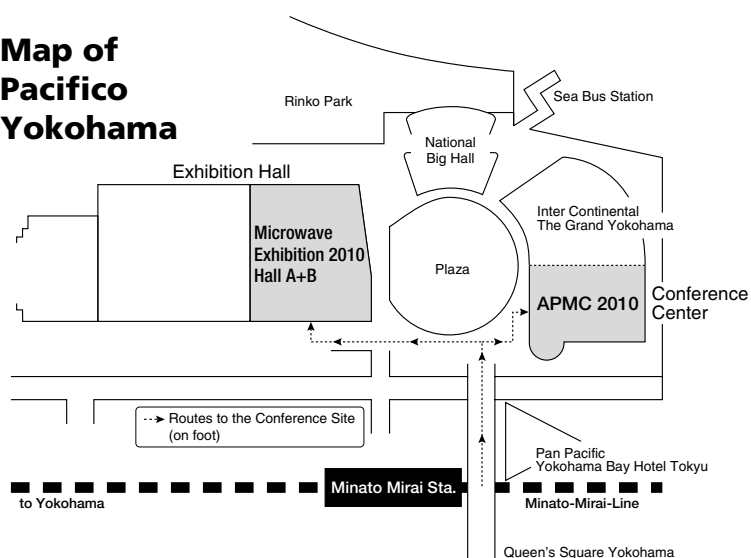 Map of
Pacifico
Yokohama
Rinko Park
Sea Bus Station
National
Big Hall
Exhibition Hall
Microwave
Exhibition 2010
Hall A+B
Plaza
Inter Continental
The Grand Yokohama
APMC 2010
Conference
Center
Routes to the Conference Site
(on foot)
Pan Pacific
Yokohama Bay Hotel Tokyu
Minato Mirai Sta.
to Yokohama
Minato-Mirai-Line
Queen's Square Yokohama